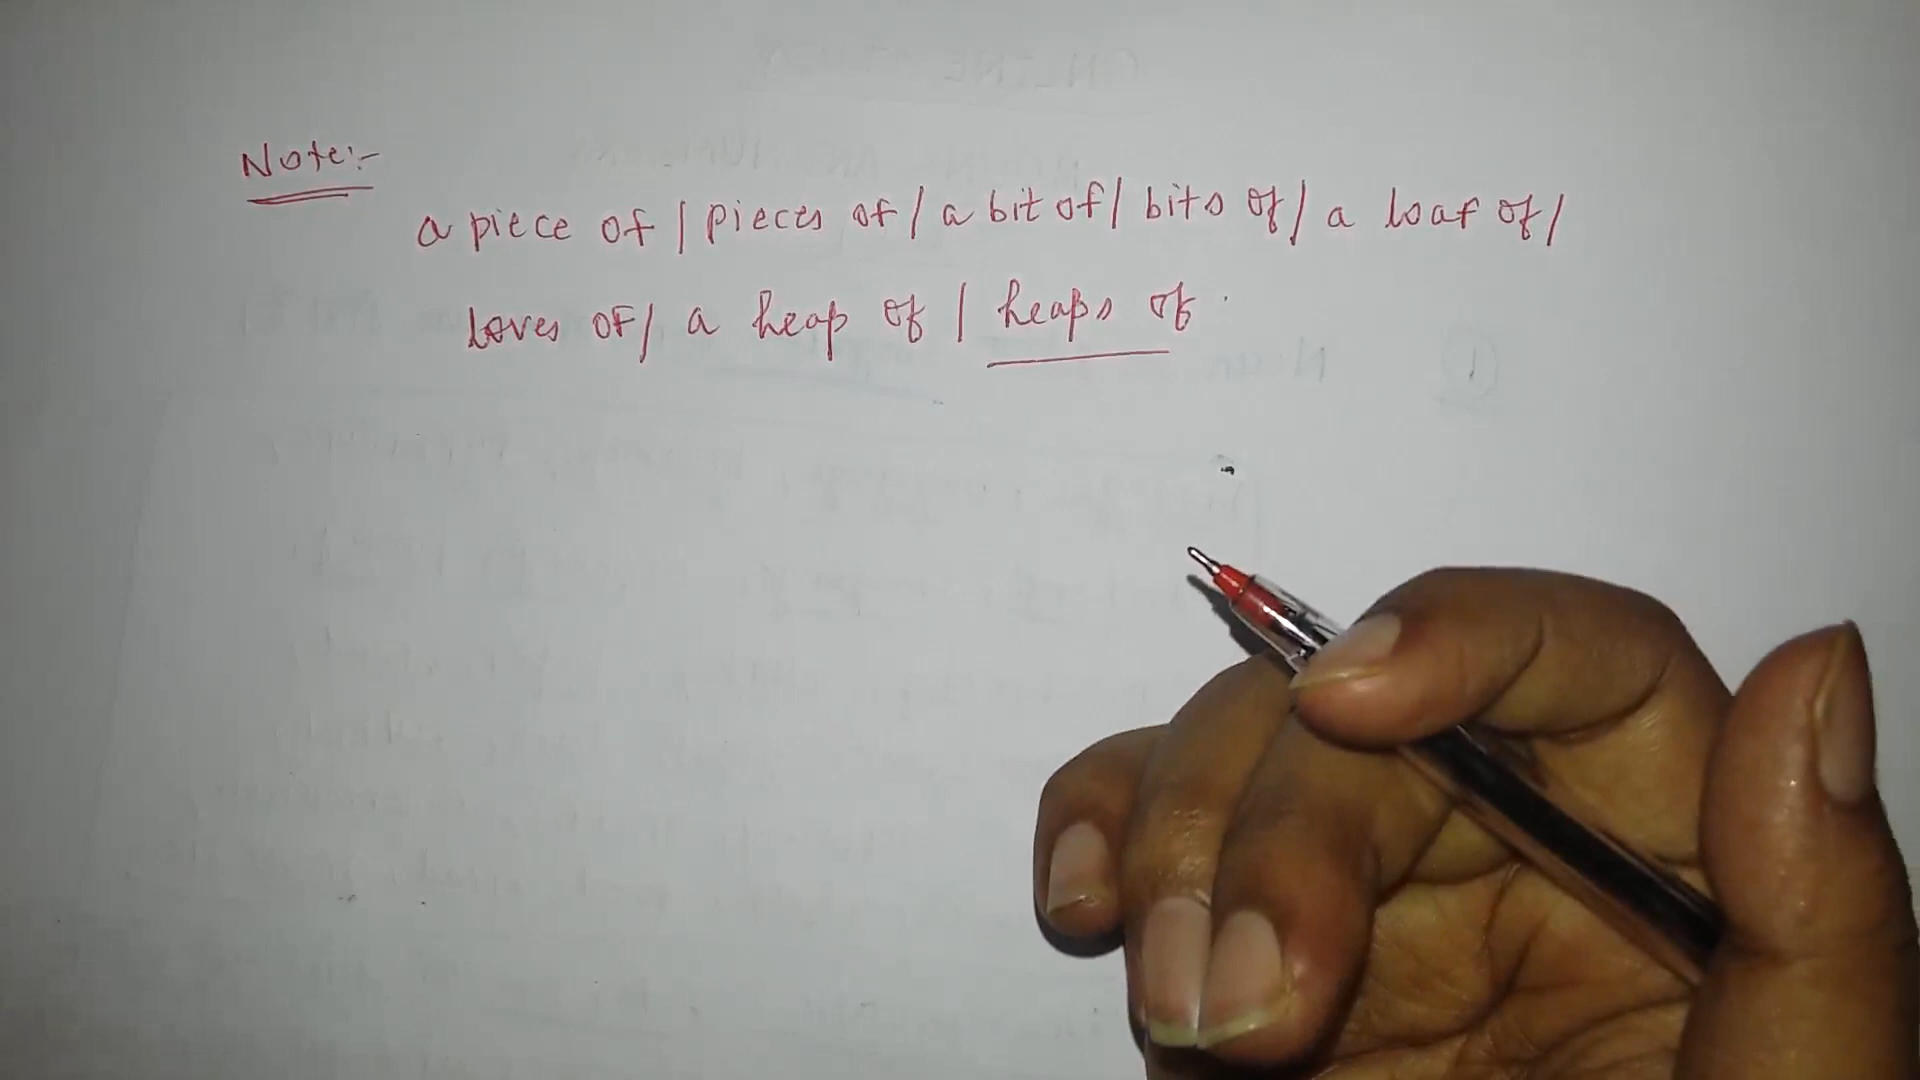 Note:-
a piece of / pieces of / a bit of / bits of / a loaf of /
loves of / a heap of / heaps of